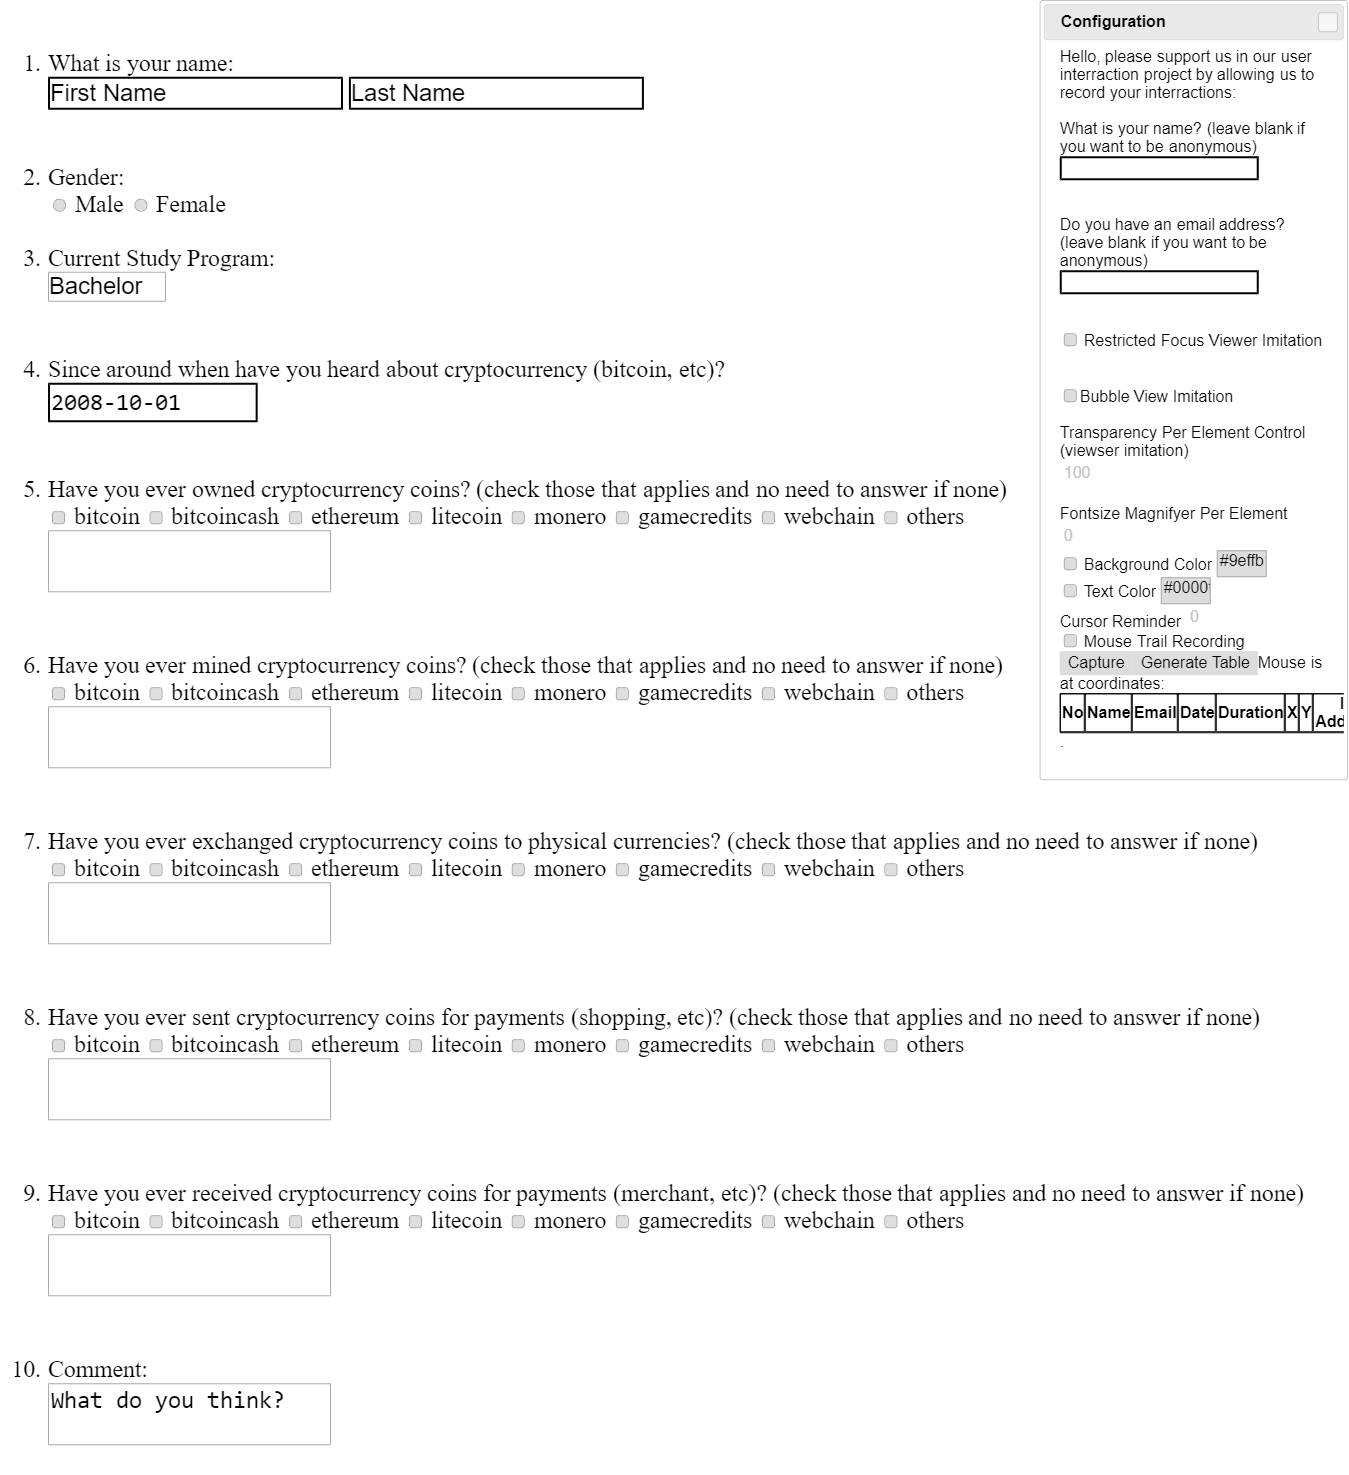 1. What is your name:
First Name Last Name
2. Gender:
Male Female
3. Current Study Program:
Bachelor
4. Since around when have you heard about cryptocurrency (bitcoin, etc)?
2008-10-01
5. Have you ever owned cryptocurrency coins? (check those that applies and no need to answer if none)
bitcoin bitcoincash ethereum litecoin monero gamecredits webchain others
6. Have you ever mined cryptocurrency coins? (check those that applies and no need to answer if none)
bitcoin bitcoincash ethereum litecoin monero gamecredits webchain others
7. Have you ever exchanged cryptocurrency coins to physical currencies? (check those that applies and no need to answer if none)
bitcoin bitcoincash ethereum litecoin monero gamecredits webchain others
8. Have you ever sent cryptocurrency coins for payments (shopping, etc)? (check those that applies and no need to answer if none)
bitcoin bitcoincash ethereum litecoin monero gamecredits webchain others
9. Have you ever received cryptocurrency coins for payments (merchant, etc)? (check those that applies and no need to answer if none)
bitcoin bitcoincash ethereum litecoin monero gamecredits webchain others
10. Comment:
What do you think?
Configuration
Hello, please support us in our user
interraction project by allowing us to
record your interractions:
What is your name? (leave blank if
you want to be anonymous)
Do you have an email address?
(leave blank if you want to be
anonymous)
Restricted Focus Viewer Imitation
Bubble View Imitation
Transparency Per Element Control
(viewser imitation)
100
Fontsize Magnifyer Per Element
0
Background Color #9effb
Text Color #0000
Cursor Reminder 0
Mouse Trail Recording
Capture Generate Table Mouse is
at coordinates:
No Name Email Date Duration X Y Add
.